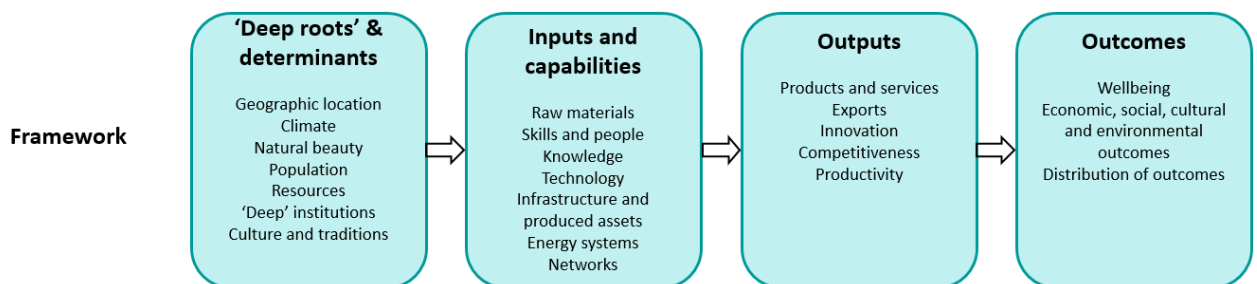 Framework
‘Deep roots’ &
determinants
Geographic location
Climate
Natural beauty
Population
Resources
‘Deep’ institutions
Culture and traditions
Inputs and
capabilities
Raw materials
Skills and people
Knowledge
Technology
Infrastructure and
produced assets
Energy systems
Networks
Outputs
Products and services
Exports
Innovation
Competitiveness
Productivity
Outcomes
Wellbeing
Economic, social, cultural
and environmental
outcomes
Distribution of outcomes